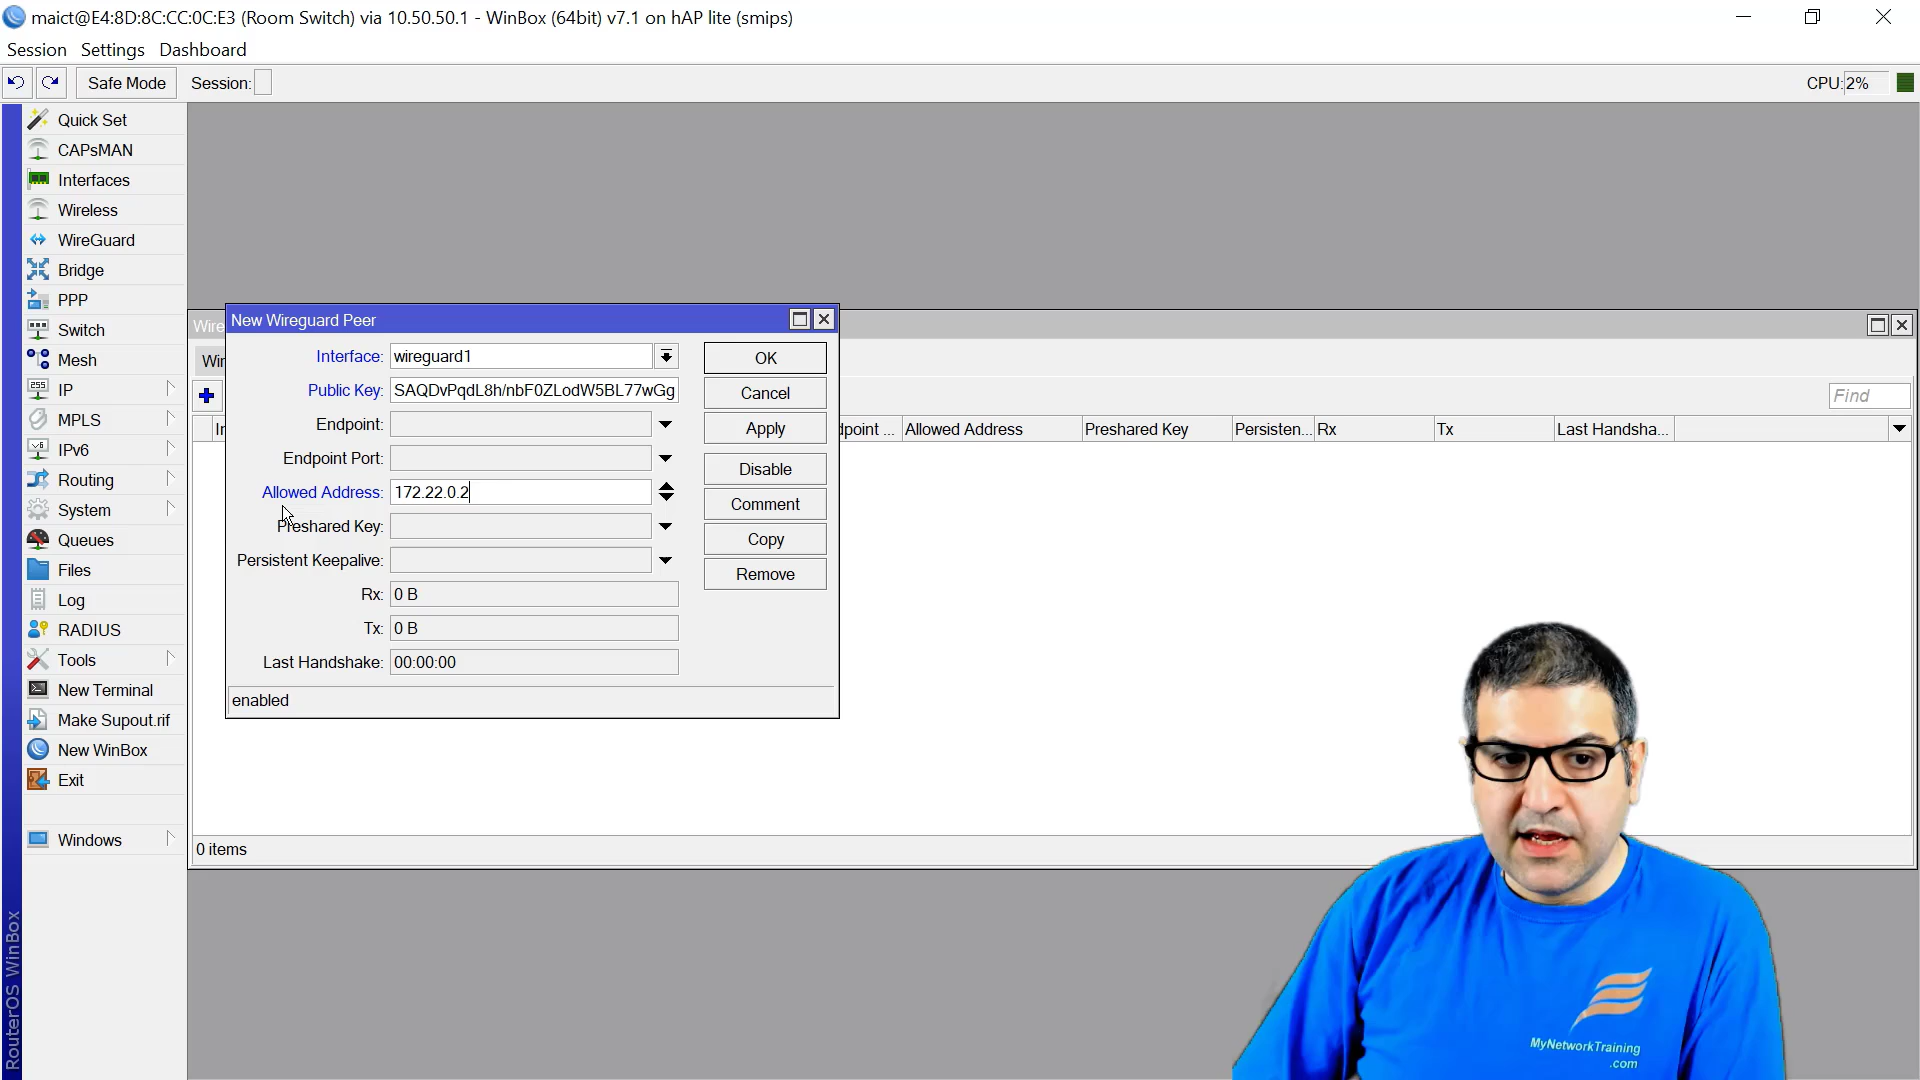 maict@E4:8D:8C:CC:0C:E3 (Room Switch) via 10.50.50.1 - WinBox (64bit) v7.1 on hAP lite (smips)
Session Settings Dashboard
Safe Mode Session: CPU: 2%
Quick Set
CAPsMAN
Interfaces
Wireless
WireGuard
Bridge
PPP
Switch
Mesh
IP
MPLS
IPv6
Routing
System
Queues
Files
Log
RADIUS
Tools
New Terminal
Make Supout.rif
New WinBox
Exit
Windows
RouterOS WinBox
New Wireguard Peer
Interface: wireguard1
Public Key: SAQDvPqdL8h/nbF0ZLodW5BL77wGg
Endpoint:
Endpoint Port:
Allowed Address: 172.22.0.2
Preshared Key:
Persistent Keepalive:
Rx: 0 B
Tx: 0 B
Last Handshake: 00:00:00
enabled
OK
Cancel
Apply
Disable
Comment
Copy
Remove
Find
Allowed Address Preshared Key Persisten... Rx Tx Last Handsha...
0 items
MyNetworkTraining
.com